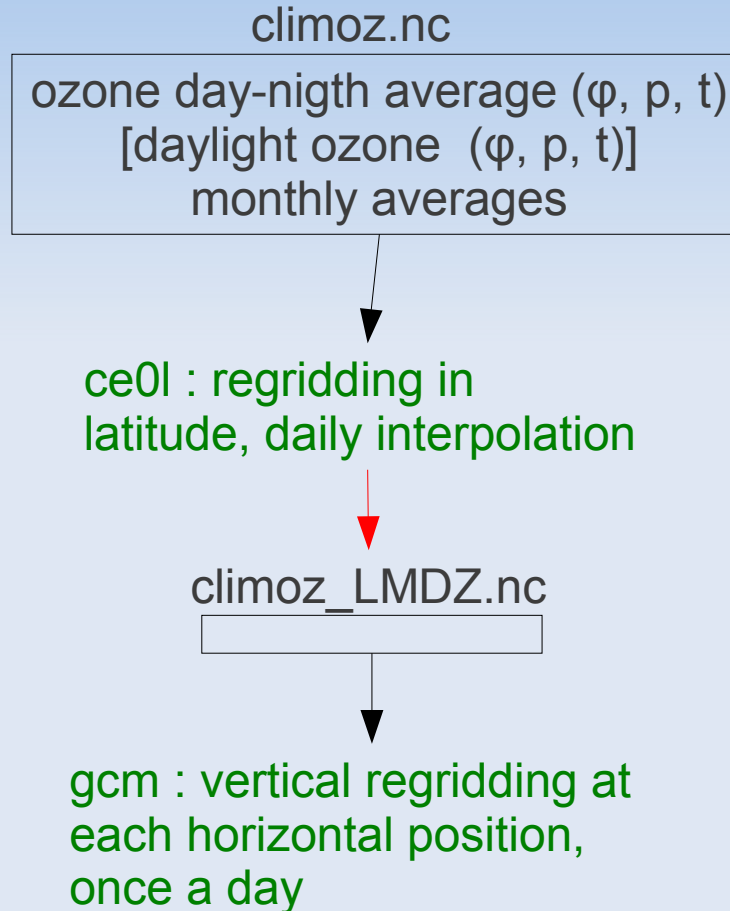 climoz.nc
ozone day-nigth average (φ, p, t)
[daylight ozone (φ, p, t)]
monthly averages
ce0l : regridding in
latitude, daily interpolation
climoz_LMDZ.nc
gcm : vertical regridding at
each horizontal position,
once a day